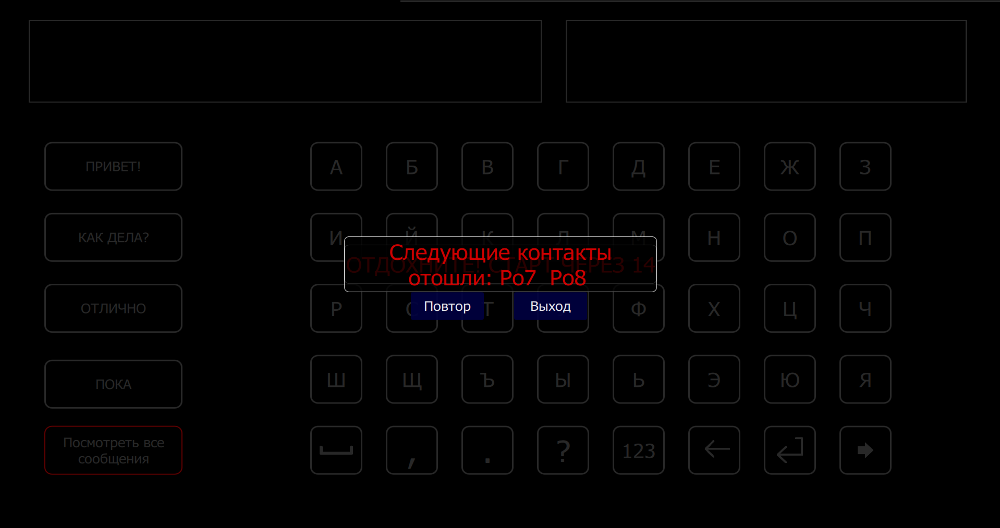 ПРИВЕТ!
А Б В Г Д Е Ж З
КАК ДЕЛА?
И Й К Л М Н О П
Следующие контакты
ОТДОХНИТЕ! СТАРТ ЧЕРЕЗ 14
отошли: Po7 Po8
Повтор Выход
ОТЛИЧНО
Р С Т Ф Х Ц Ч
ПОКА
Ш Щ Ъ Ы Ь Э Ю Я
Посмотреть все
сообщения
, . ? 123